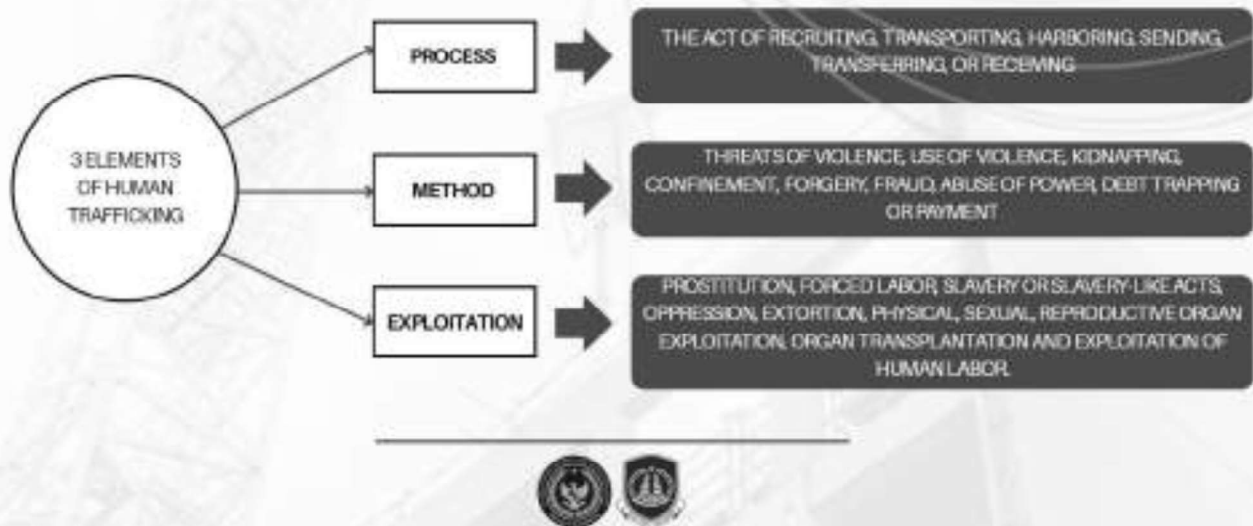 3 ELEMENTS
OF HUMAN
TRAFFICKING
PROCESS
THE ACT OF RECRUITING, TRANSPORTING, HARBORING, SENDING,
TRANSFERRING, OR RECEIVING
METHOD
THREATS OF VIOLENCE, USE OF VIOLENCE, KIDNAPPING,
CONFINEMENT, FORGERY, FRAUD, ABUSE OF POWER, DEBT TRAPPING
OR PAYMENT
EXPLOITATION
PROSTITUTION, FORCED LABOR, SLAVERY OR SLAVERY-LIKE ACTS,
OPPRESSION, EXTORTION, PHYSICAL, SEXUAL, REPRODUCTIVE ORGAN
EXPLOITATION, ORGAN TRANSPLANTATION AND EXPLOITATION OF
HUMAN LABOR.